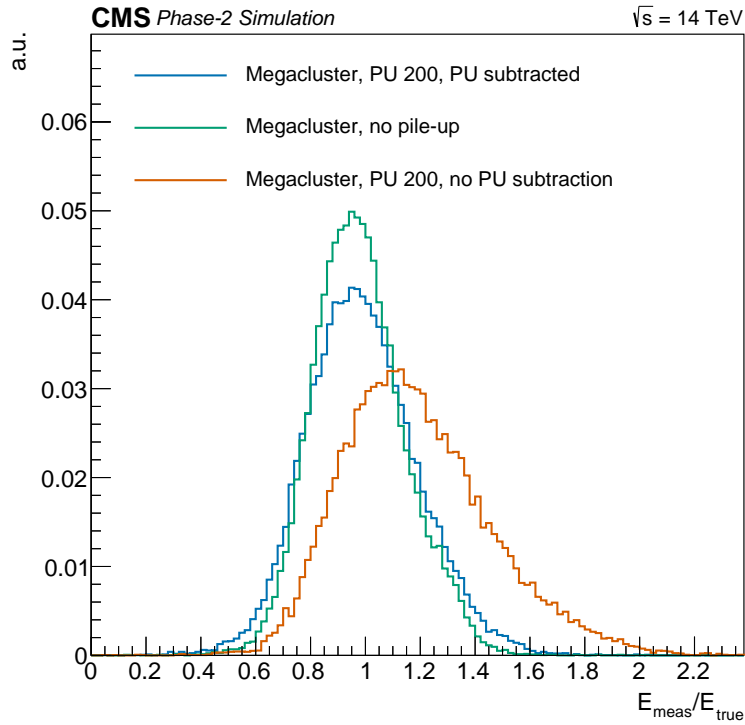 CMS Phase-2 Simulation √s = 14 TeV
a.u.
Megacluster, PU 200, PU subtracted
Megacluster, no pile-up
Megacluster, PU 200, no PU subtraction
0.06
0.05
0.04
0.03
0.02
0.01
0
0 0.2 0.4 0.6 0.8 1 1.2 1.4 1.6 1.8 2 2.2
E_meas/E_true